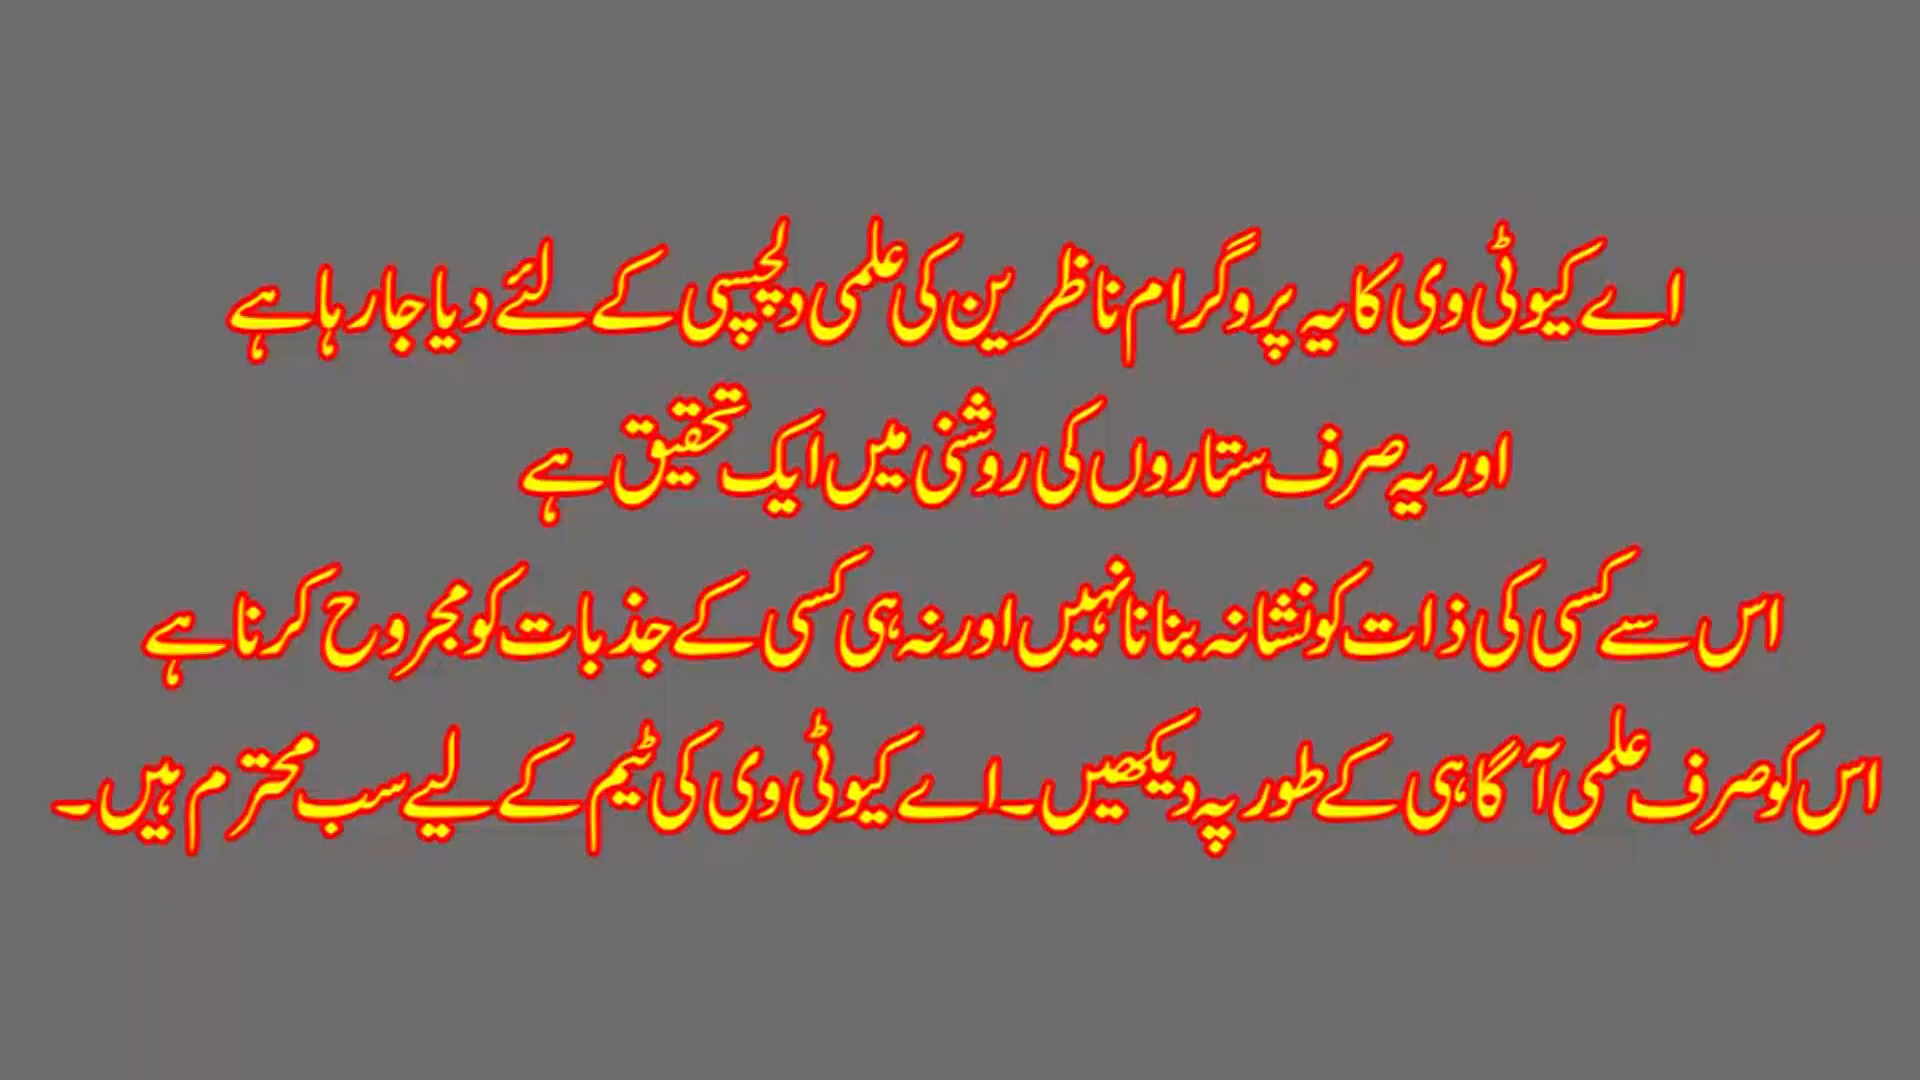 اے کیو ٹی وی کا یہ پروگرام ناظرین کی علمی دلچسپی کے لئے دیا جا رہا ہے
اور یہ صرف ستاروں کی روشنی میں ایک تحقیق ہے
اس سے کسی کی ذات کو نشانہ بنانا نہیں اور نہ ہی کسی کے جذبات کو مجروح کرنا ہے
اس کو صرف علمی آگاہی کے طور پہ دیکھیں۔ اے کیو ٹی وی کی ٹیم کے لیے سب محترم ہیں۔